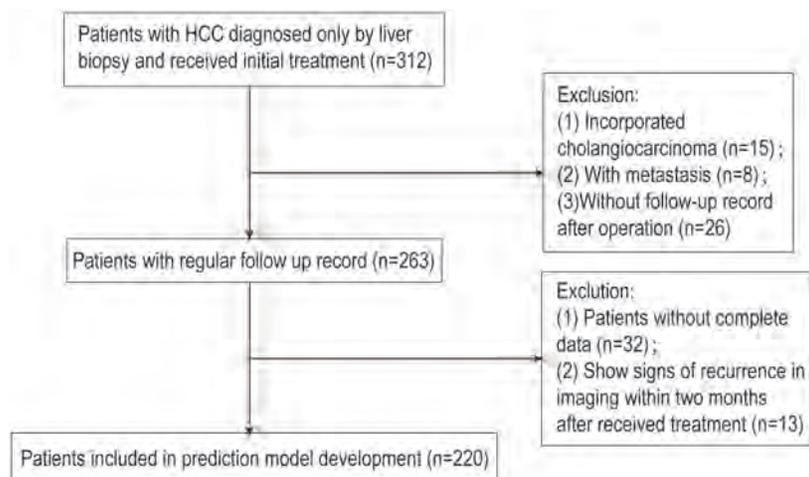 Patients with HCC diagnosed only by liver
biopsy and received initial treatment (n=312)
Exclusion:
(1) Incorporated
cholangiocarcinoma (n=15) ;
(2) With metastasis (n=8) ;
(3)Without follow-up record
after operation (n=26)
Patients with regular follow up record (n=263)
Exclution:
(1) Patients without complete
data (n=32) ;
(2) Show signs of recurrence in
imaging within two months
after received treatment (n=13)
Patients included in prediction model development (n=220)